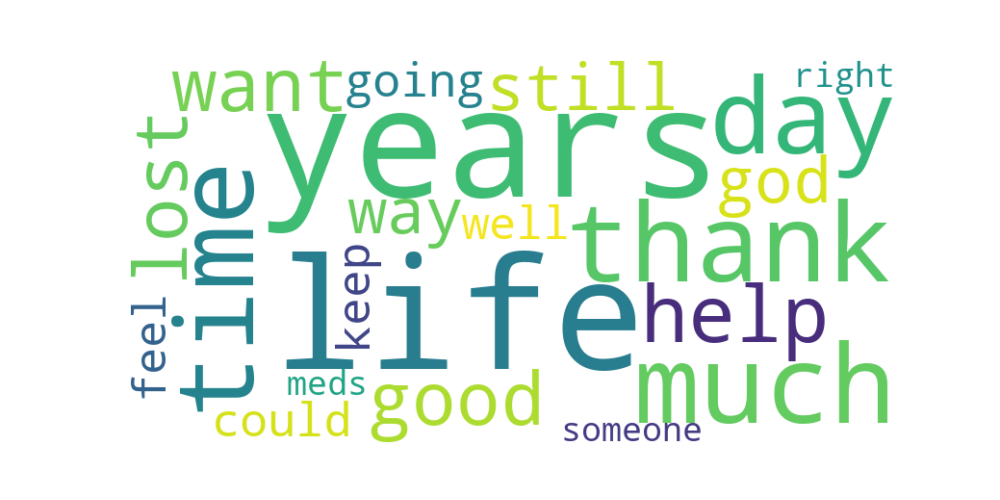 want
going
still
right
years
day
lost
time
god
way
well
thank
life
keep
help
feel
much
meds
good
could
someone